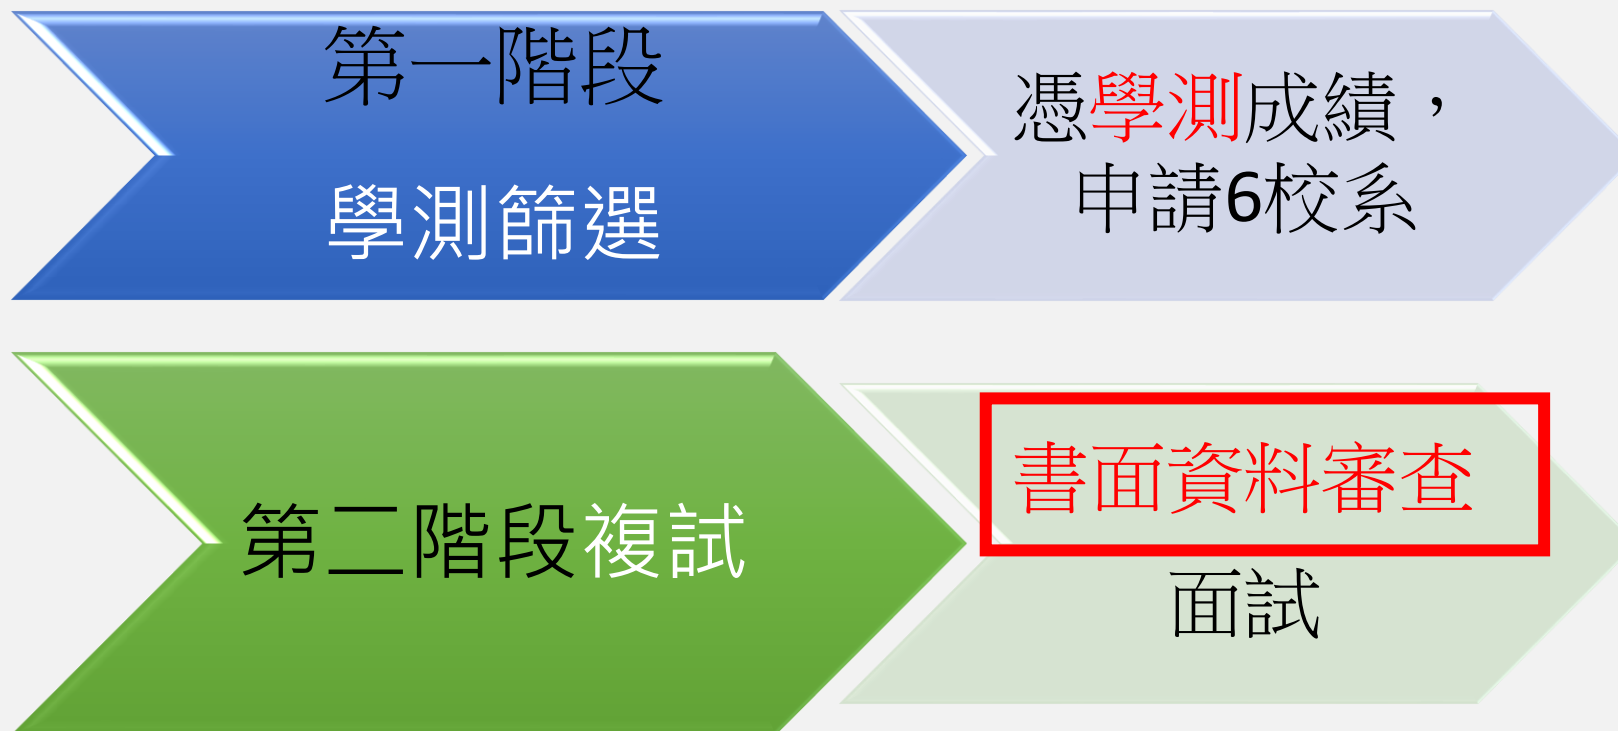 第一階段
學測篩選
憑學測成績，
申請6校系
第二階段複試
書面資料審查
面試